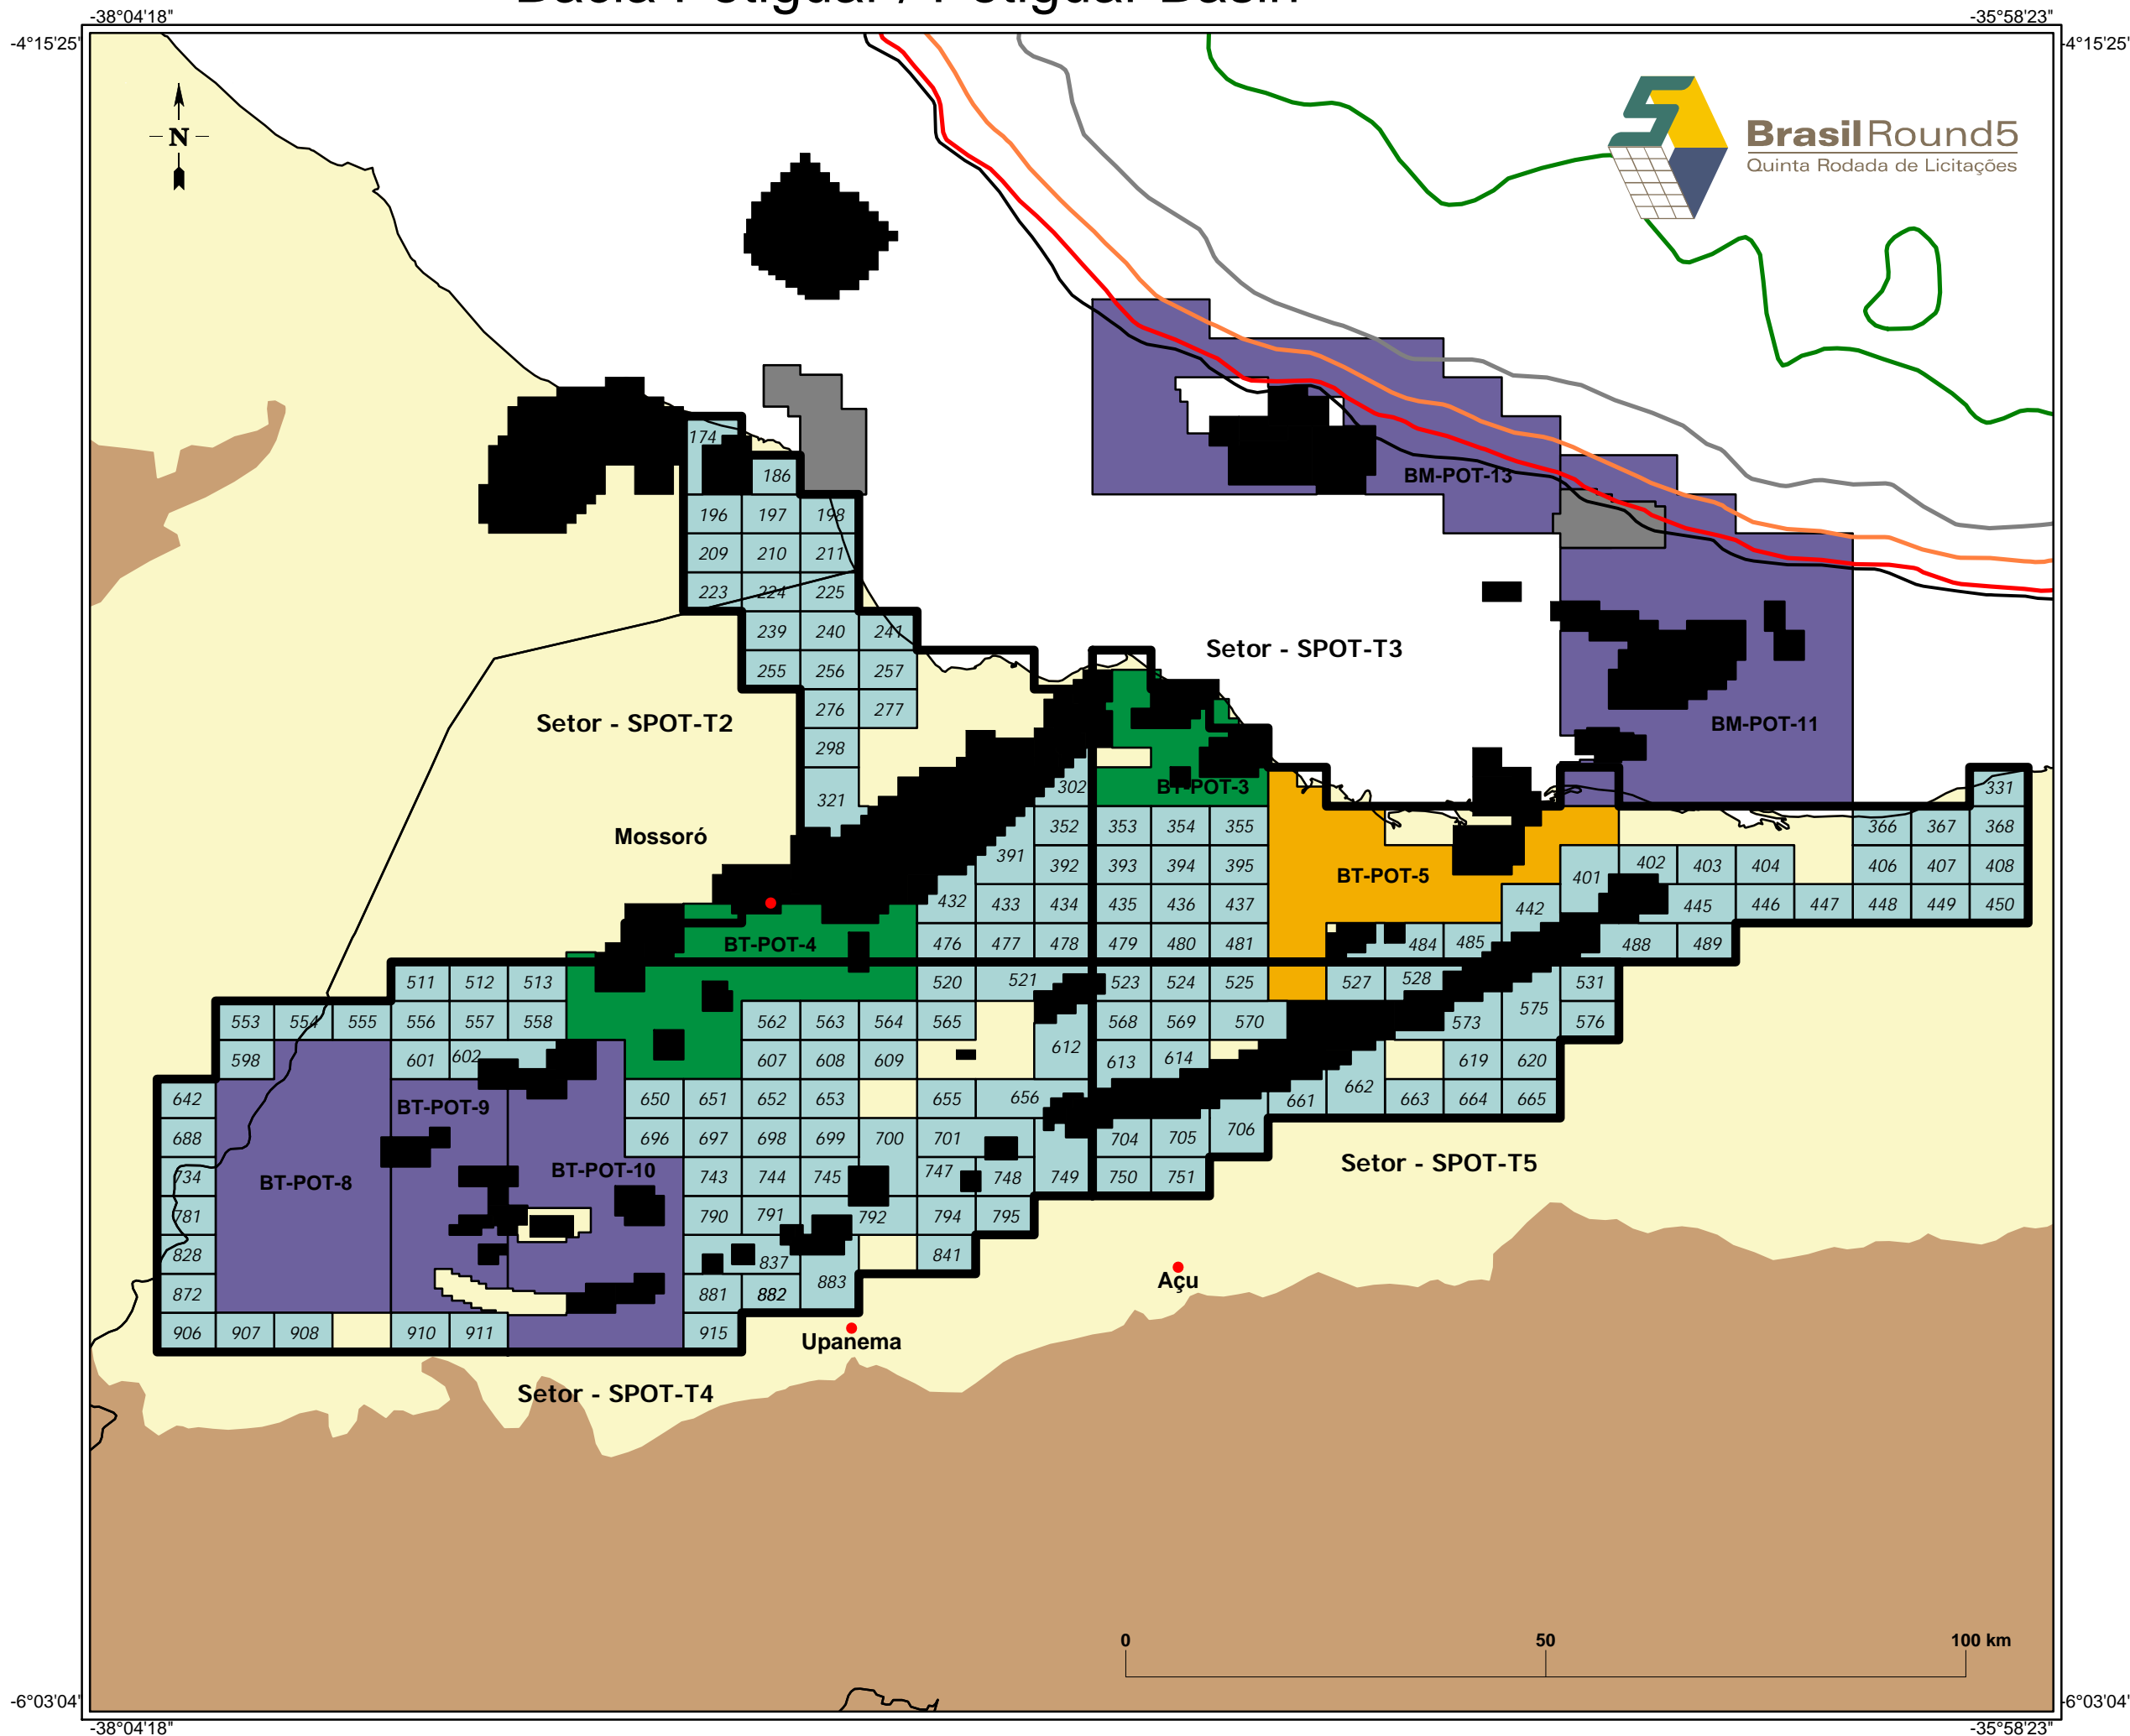 Bacia Potiguar / Potiguar Basin
-38°04'18" -35°58'23"
-4°15'25' -4°15'25'
N
BrasilRound5
Quinta Rodada de Licitações
174
186
BM-POT-13
196 197 198
209 210 211
223 224 225
239 240 241
Setor - SPOT-T3
255 256 257
276 277
Setor - SPOT-T2
BM-POT-11
298
302 BT-POT-3 331
321
Mossoró
352 353 354 355 366 367 368
391 392 393 394 395 BT-POT-5 401 402 403 404 406 407 408
432 433 434 435 436 437 442 445 446 447 448 449 450
BT-POT-4 476 477 478 479 480 481 484 485 488 489
511 512 513 520 521 523 524 525 527 528 531
553 554 555 556 557 558 562 563 564 565 568 569 570 573 575 576
598 601 602 607 608 609 612 613 614 619 620
642 BT-POT-9 650 651 652 653 655 656 661 662 663 664 665
688 696 697 698 699 700 701 704 705 706
734 BT-POT-8 BT-POT-10 743 744 745 747 748 749 750 751
Setor - SPOT-T5
781 790 791 792 794 795
828 837 841
Açu
872 881 882 883
906 907 908 910 911 915
Upanema
Setor - SPOT-T4
0 50 100 km
-6°03'04' -6°03'04'
-38°04'18" -35°58'23"